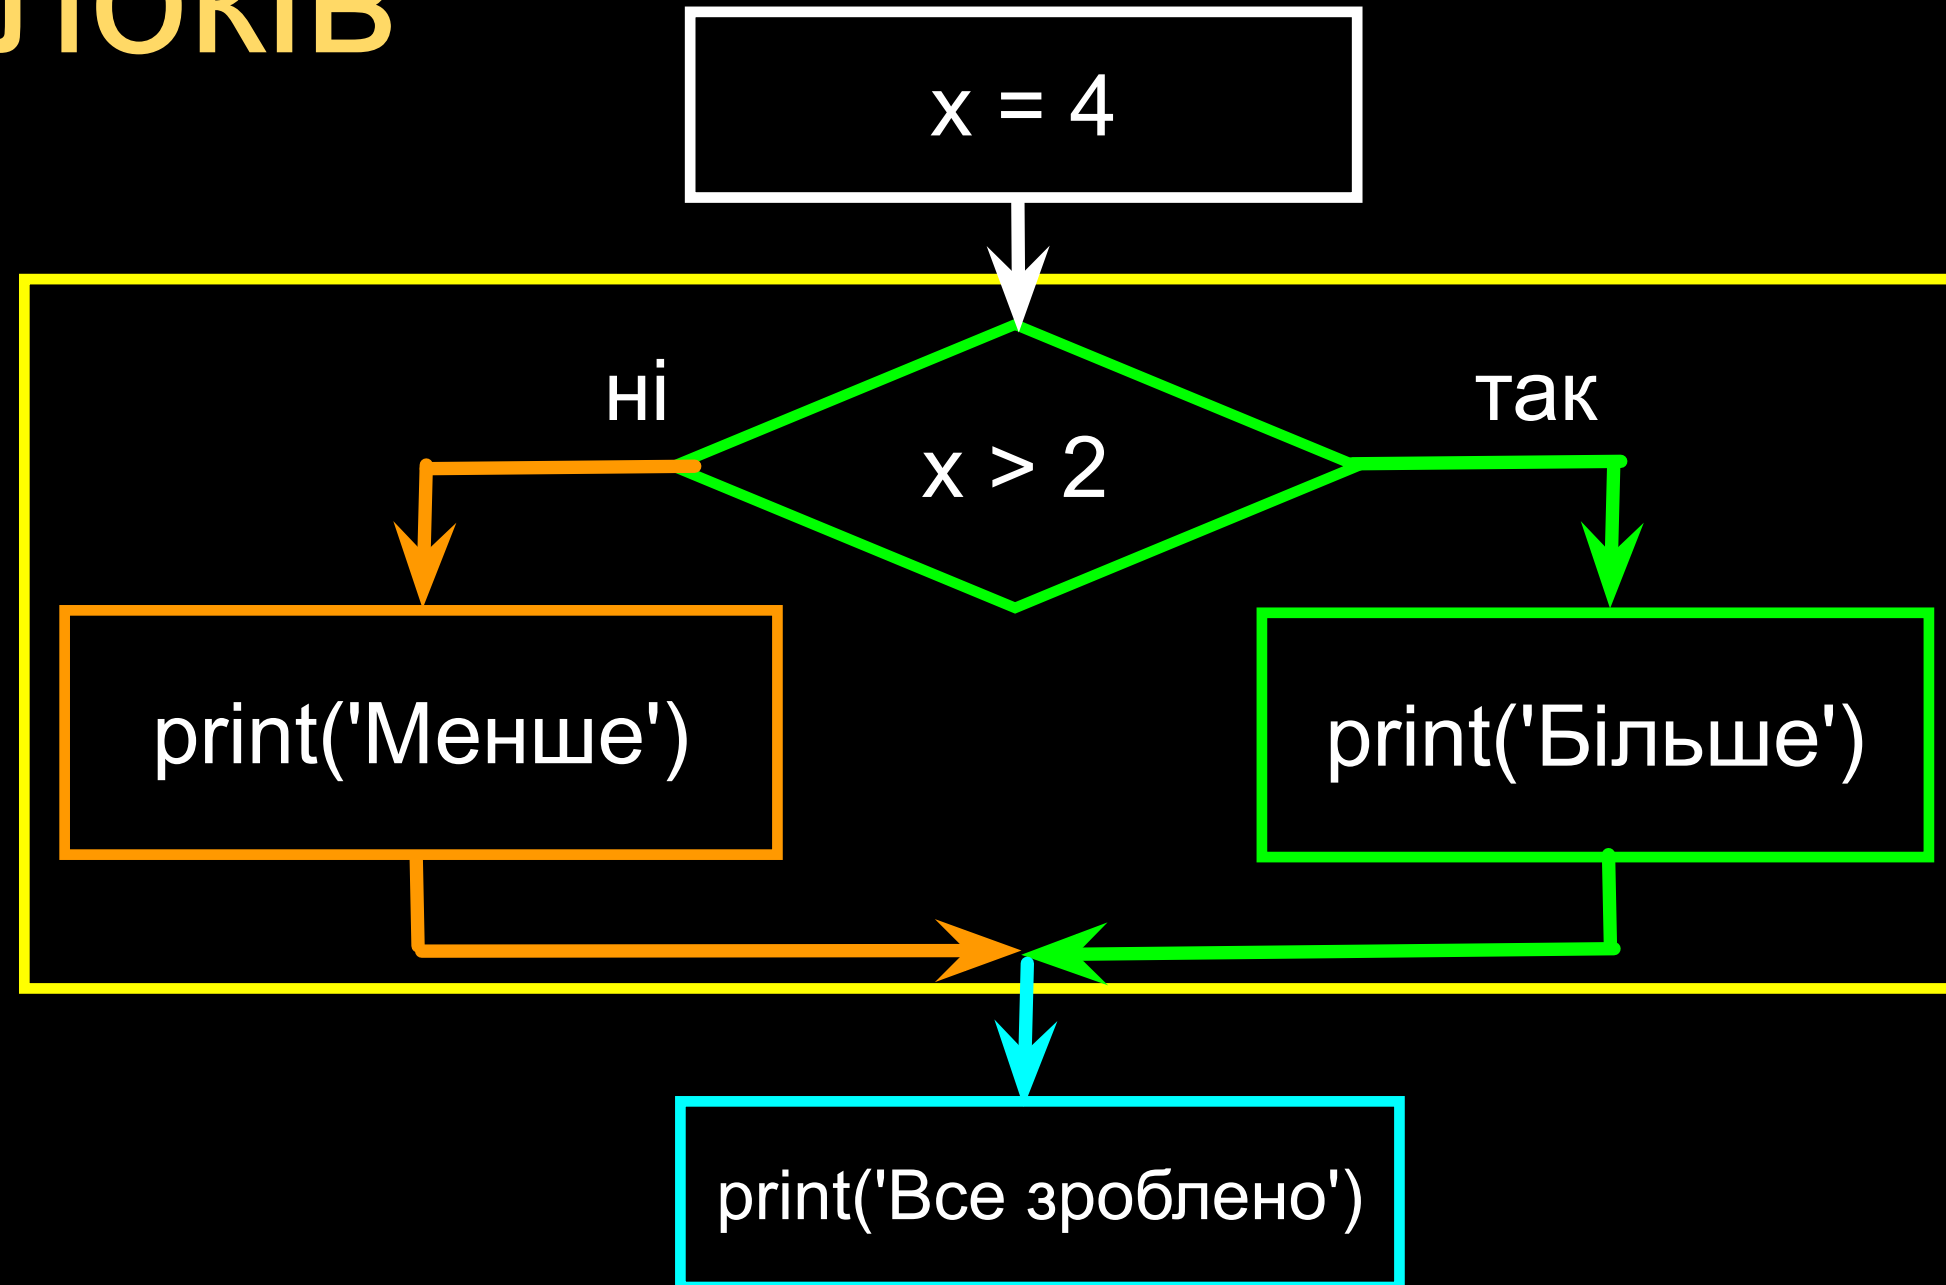 x = 4
ні
так
x > 2
print('Менше')
print('Більше')
print('Все зроблено')